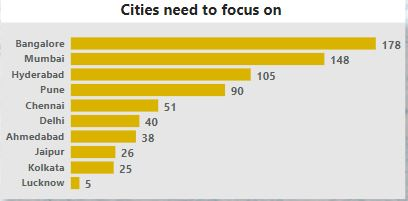 Cities need to focus on
Bangalore 178
Mumbai 148
Hyderabad 105
Pune 90
Chennai 51
Delhi 40
Ahmedabad 38
Jaipur 26
Kolkata 25
Lucknow 5